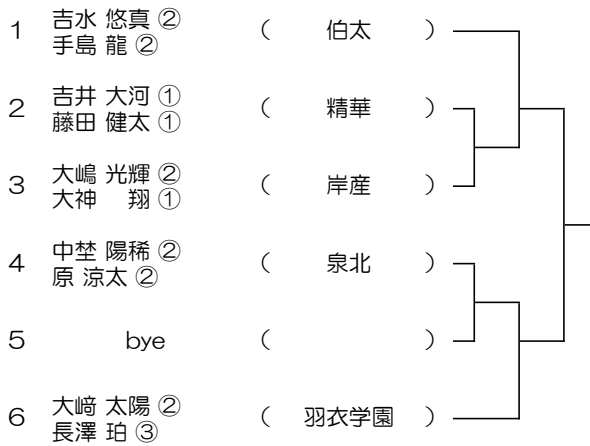 1 吉水 悠真 ② ( 伯太 )
手島 龍 ②
2 吉井 大河 ① ( 精華 )
藤田 健太 ①
3 大嶋 光輝 ② ( 岸産 )
大神 翔 ①
4 中埜 陽稀 ② ( 泉北 )
原 涼太 ②
5 bye ( )
6 大﨑 太陽 ② ( 羽衣学園 )
長澤 珀 ③